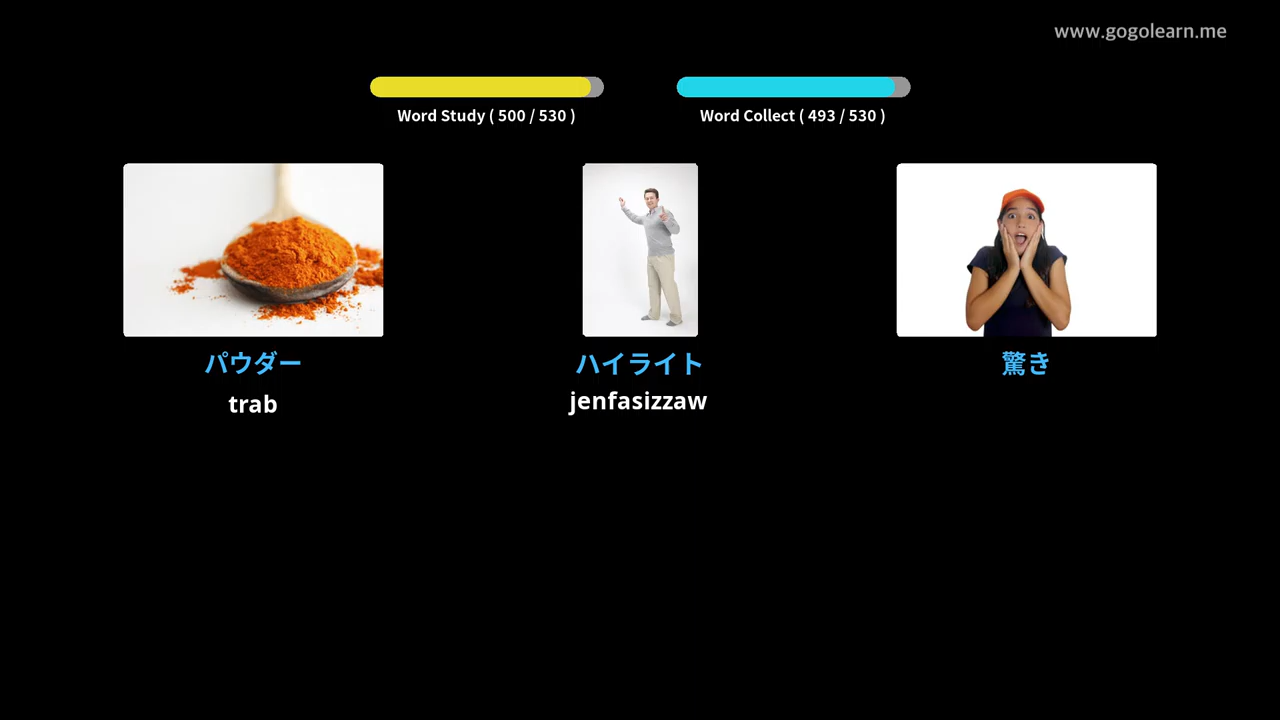 www.gogolearn.me
Word Study ( 500 / 530 )
Word Collect ( 493 / 530 )
パウダー
trab
ハイライト
jenfasizzaw
驚き